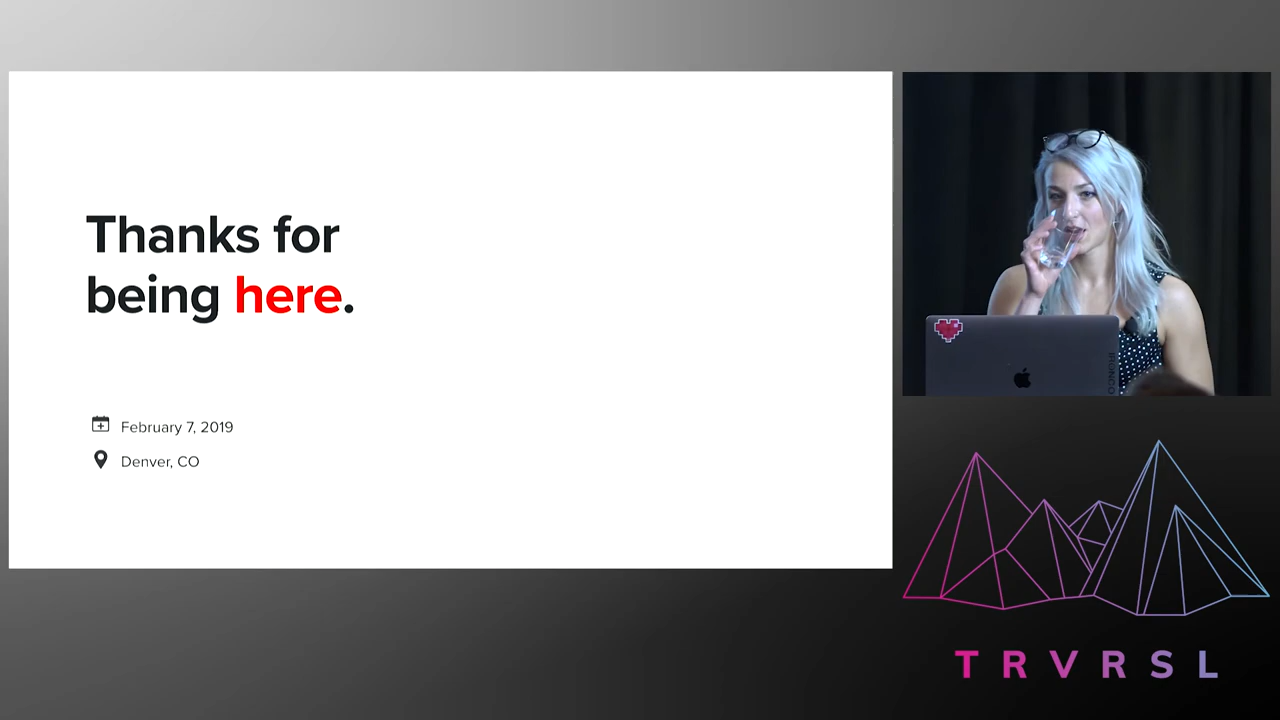 Thanks for
being here.
February 7, 2019
Denver, CO
TRVRSL